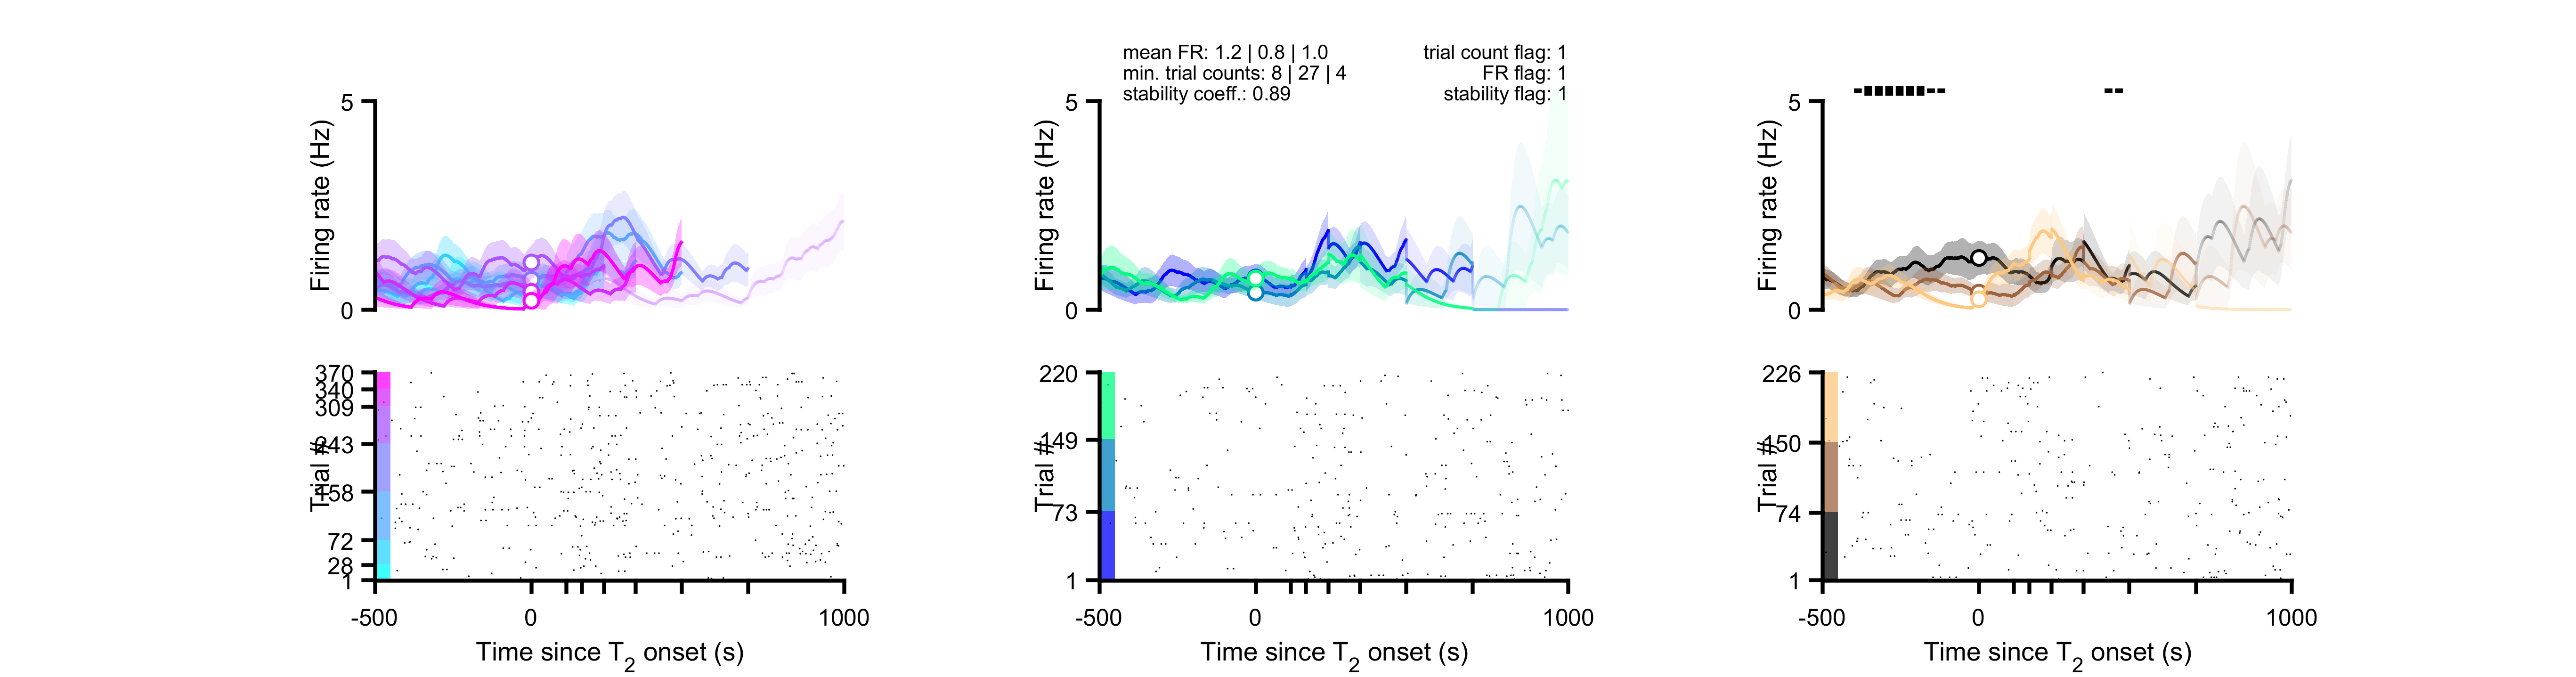 mean FR: 1.2 | 0.8 | 1.0
min. trial counts: 8 | 27 | 4
stability coeff.: 0.89
trial count flag: 1
FR flag: 1
stability flag: 1
5
0
Firing rate (Hz)
5
0
Firing rate (Hz)
5
0
Firing rate (Hz)
370
340
309
243
158
72
28
1
Trial #
-500
0
1000
Time since T2 onset (s)
220
149
73
1
Trial #
-500
0
1000
Time since T2 onset (s)
226
150
74
1
Trial #
-500
0
1000
Time since T2 onset (s)